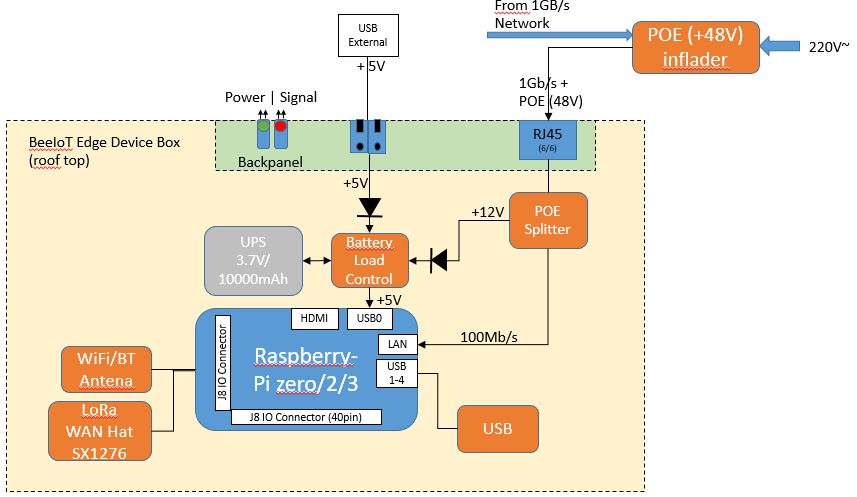 From 1GB/s
Network
POE (+48V)
inflader
220V~
USB
External
+ 5V
1Gb/s +
POE (48V)
Power | Signal
BeeIoT Edge Device Box
(roof top)
Backpanel
RJ45
(6/6)
+5V
+12V
POE
Splitter
UPS
3.7V/
10000mAh
Battery
Load
Control
+5V
HDMI
USB0
J8 IO Connector
LAN
100Mb/s
Raspberry-
Pi zero/2/3
USB
1-4
WiFi/BT
Antena
J8 IO Connector (40pin)
LoRa
WAN Hat
SX1276
USB